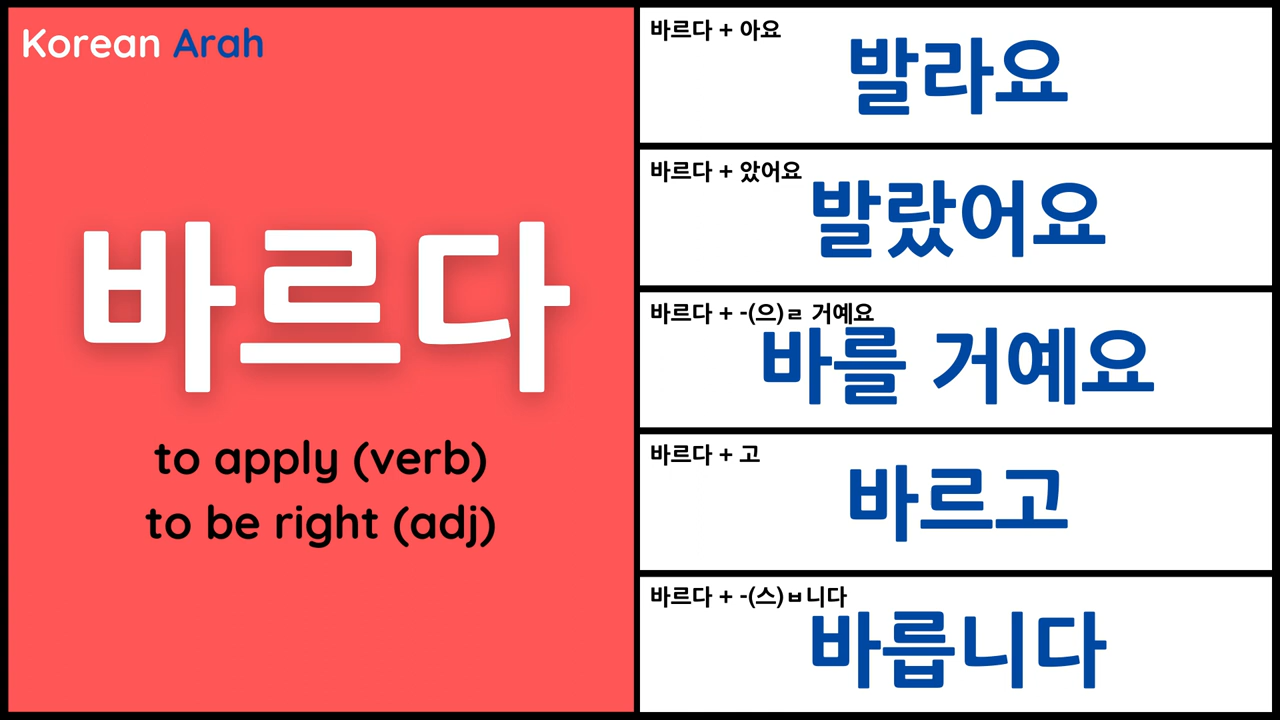 Korean Arah
바르다
to apply (verb)
to be right (adj)
바르다 + 아요
발라요
바르다 + 았어요
발랐어요
바르다 + -(으)ㄹ 거예요
바를 거예요
바르다 + 고
바르고
바르다 + -(스)ㅂ니다
바릅니다